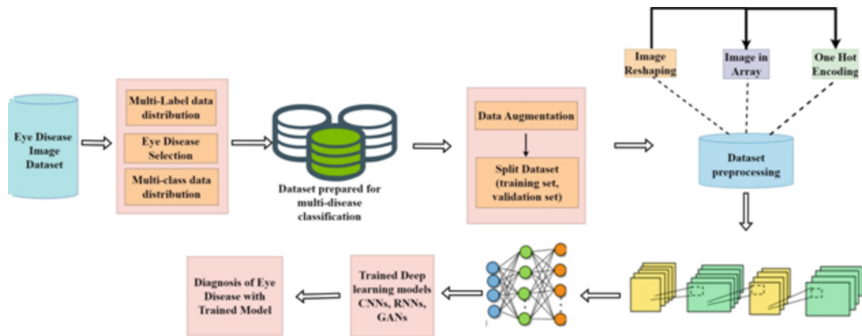 Eye Disease
Image
Dataset
Multi-Label data
distribution
Eye Disease
Selection
Multi-class data
distribution
Dataset prepared for
multi-disease
classification
Data Augmentation
Split Dataset
(training set,
validation set)
Image
Reshaping
Image in
Array
One Hot
Encoding
Dataset
preprocessing
Trained Deep
learning models
CNNs, RNNs,
GANs
Diagnosis of Eye
Disease with
Trained Model